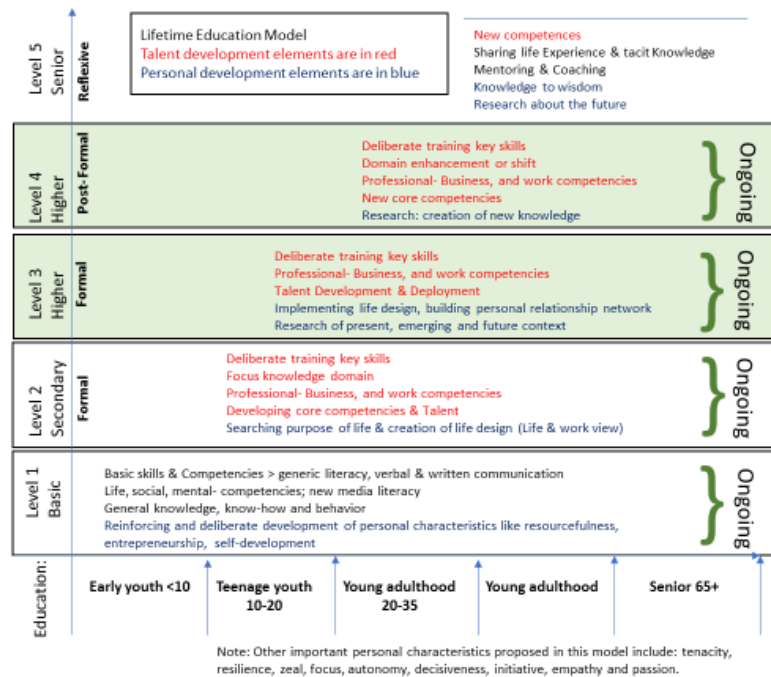 Lifetime Education Model
Talent development elements are in red
Personal development elements are in blue
New competences
Sharing life Experience & tacit Knowledge
Mentoring & Coaching
Knowledge to wisdom
Research about the future
Level 5
Senior
Reflexive
Deliberate training key skills
Domain enhancement or shift
Professional- Business, and work competencies
New core competencies
Research: creation of new knowledge
Level 4
Higher
Post-Formal
Ongoing
Deliberate training key skills
Professional- Business, and work competencies
Talent Development & Deployment
Implementing life design, building personal relationship network
Research of present, emerging and future context
Level 3
Higher
Formal
Ongoing
Deliberate training key skills
Focus knowledge domain
Professional- Business, and work competencies
Developing core competencies & Talent
Searching purpose of life & creation of life design (Life & work view)
Level 2
Secondary
Formal
Ongoing
Basic skills & Competencies > generic literacy, verbal & written communication
Life, social, mental- competencies; new media literacy
General knowledge, know-how and behavior
Reinforcing and deliberate development of personal characteristics like resourcefulness,
entrepreneurship, self-development
Level 1
Basic
Ongoing
Education:
Early youth <10
Teenage youth
10-20
Young adulthood
20-35
Young adulthood
Senior 65+
Note: Other important personal characteristics proposed in this model include: tenacity,
resilience, zeal, focus, autonomy, decisiveness, initiative, empathy and passion.